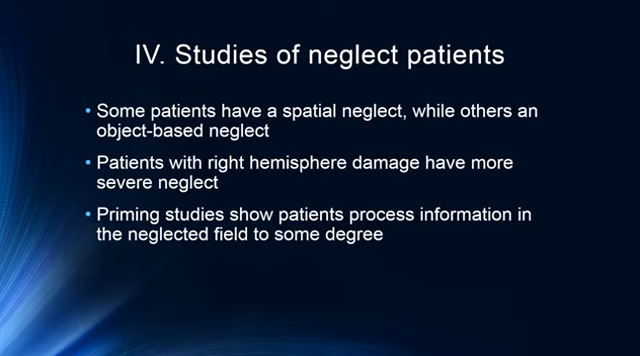 IV. Studies of neglect patients
• Some patients have a spatial neglect, while others an
object-based neglect
• Patients with right hemisphere damage have more
severe neglect
• Priming studies show patients process information in
the neglected field to some degree